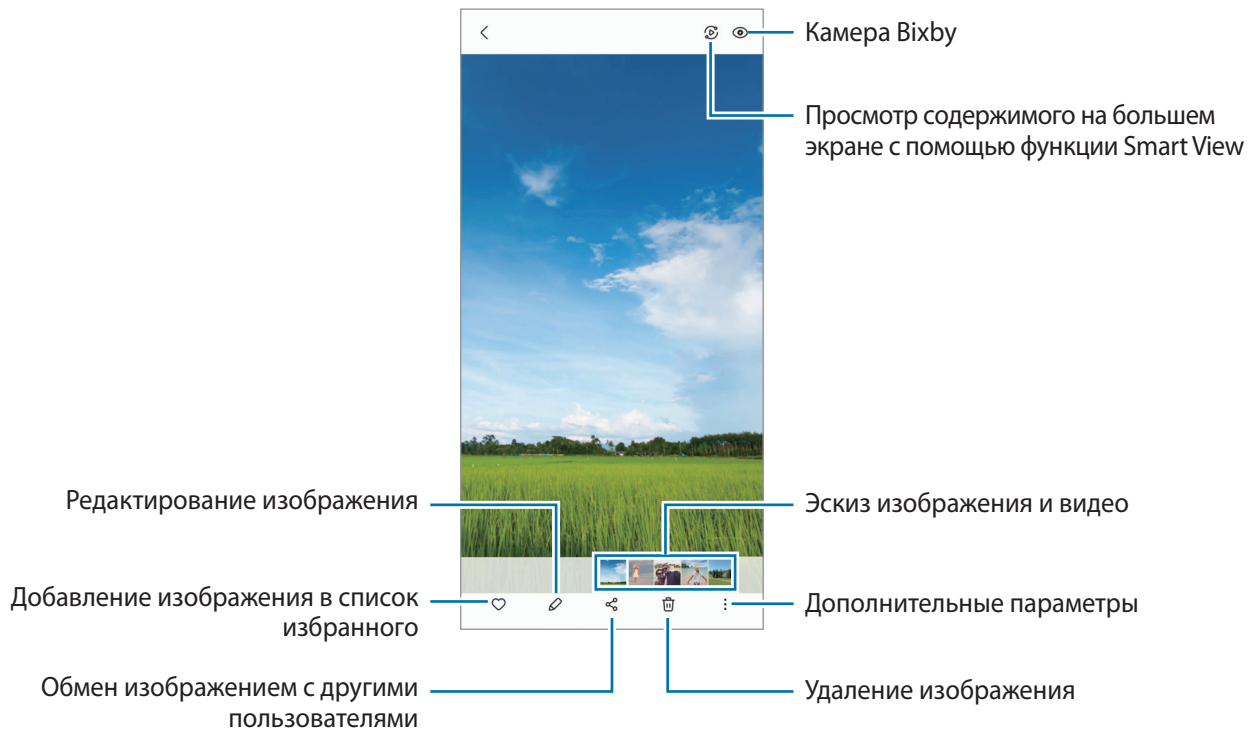 Камера Bixby
Просмотр содержимого на большем
экране с помощью функции Smart View
Редактирование изображения
Эскиз изображения и видео
Добавление изображения в список
избранного
Дополнительные параметры
Обмен изображением с другими
пользователями
Удаление изображения